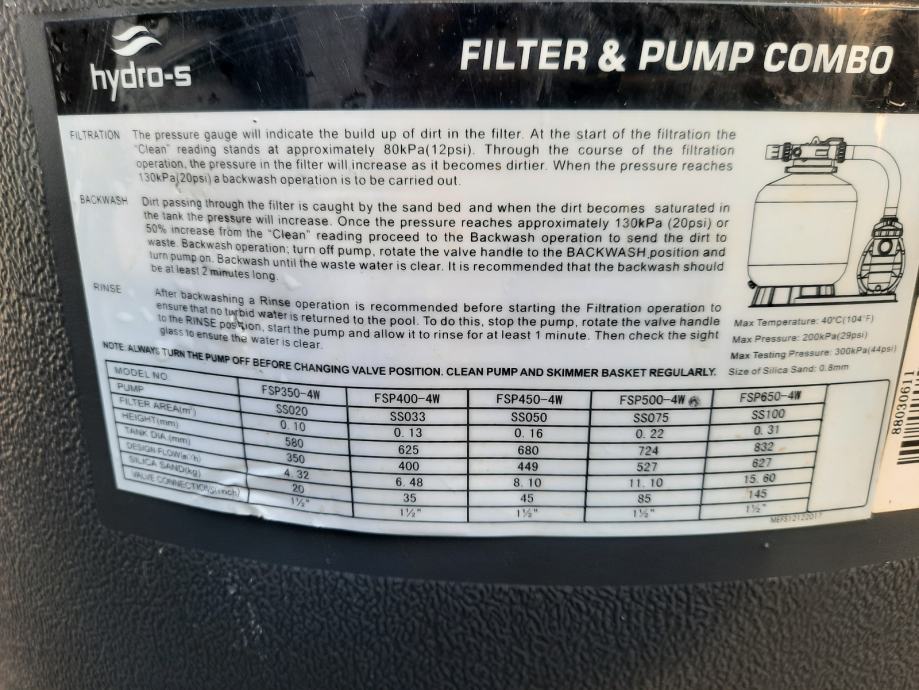 hydro-s
FILTER & PUMP COMBO
FILTRATION The pressure gauge will indicate the build up of dirt in the filter. At the start of the filtration the
"Clean" reading stands at approximately 80kPa(12psi). Through the course of the filtration
operation, the pressure in the filter will increase as it becomes dirtier. When the pressure reaches
130kPa(20psi) a backwash operation is to be carried out.
BACKWASH Dirt passing through the filter is caught by the sand bed and when the dirt becomes saturated in
the tank the pressure will increase. Once the pressure reaches approximately 130kPa (20psi) or
50% increase from the "Clean" reading proceed to the Backwash operation to send the dirt to
waste. Backwash operation; turn off pump, rotate the valve handle to the BACKWASH position and
turn pump on. Backwash until the waste water is clear. It is recommended that the backwash should
be at least 2 minutes long.
RINSE After backwashing a Rinse operation is recommended before starting the Filtration operation to
ensure that no turbid water is returned to the pool. To do this, stop the pump, rotate the valve handle
to the RINSE position, start the pump and allow it to rinse for at least 1 minute. Then check the sight
glass to ensure the water is clear.
NOTE ALWAYS TURN THE PUMP OFF BEFORE CHANGING VALVE POSITION. CLEAN PUMP AND SKIMMER BASKET REGULARLY.
Max Temperature: 40°C(104°F)
Max Pressure: 200kPa(29psi)
Max Testing Pressure: 300kPa(44psi)
Size of Silica Sand: 0.8mm
MODEL NO FSP350-4W FSP400-4W FSP450-4W FSP500-4W FSP650-4W
PUMP SS020 SS033 SS050 SS075 SS100
FILTER AREA(m²) 0.10 0.13 0.16 0.22 0.31
HEIGHT(mm) 580 625 680 724 832
TANK DIA.(mm) 350 400 449 527 627
DESIGN FLOW(m³/h) 4.32 6.48 8.10 11.10 15.60
SILICA SAND(kg) 20 35 45 85 145
VALVE CONNECTIONS(inch) 1½" 1½" 1½" 1½" 1½"
MEFS12122017
88030611